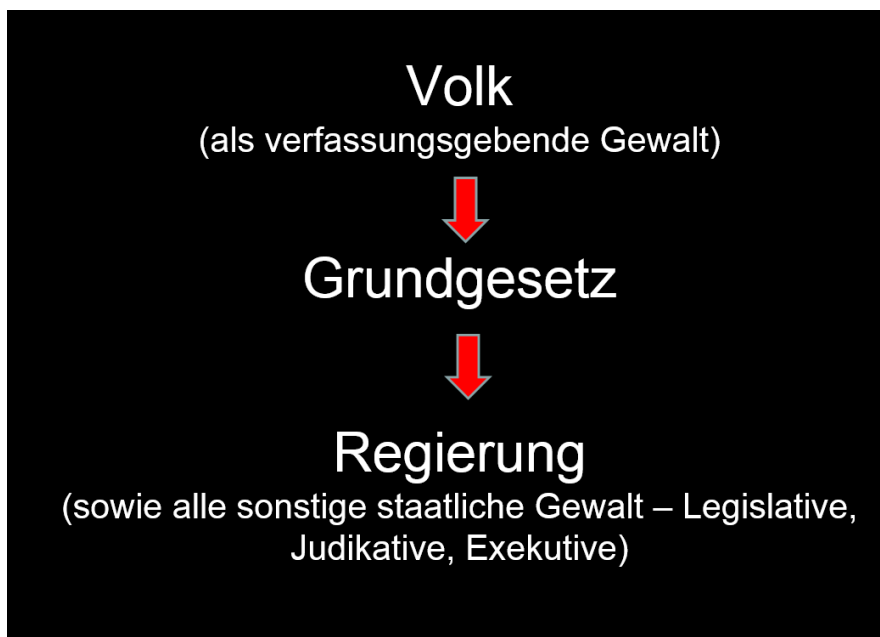 Volk
(als verfassungsgebende Gewalt)
Grundgesetz
Regierung
(sowie alle sonstige staatliche Gewalt – Legislative,
Judikative, Exekutive)